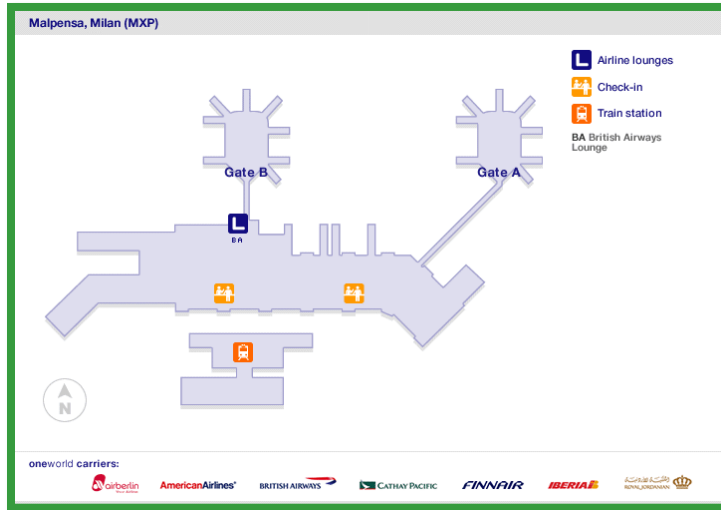 Malpensa, Milan (MXP)
Airline lounges
Check-in
Train station
BA British Airways
Lounge
Gate B
Gate A
L
BA
N
oneworld carriers:
airberlin
AmericanAirlines
BRITISH AIRWAYS
CATHAY PACIFIC
FINNAIR
IBERIA
ROYAL JORDANIAN